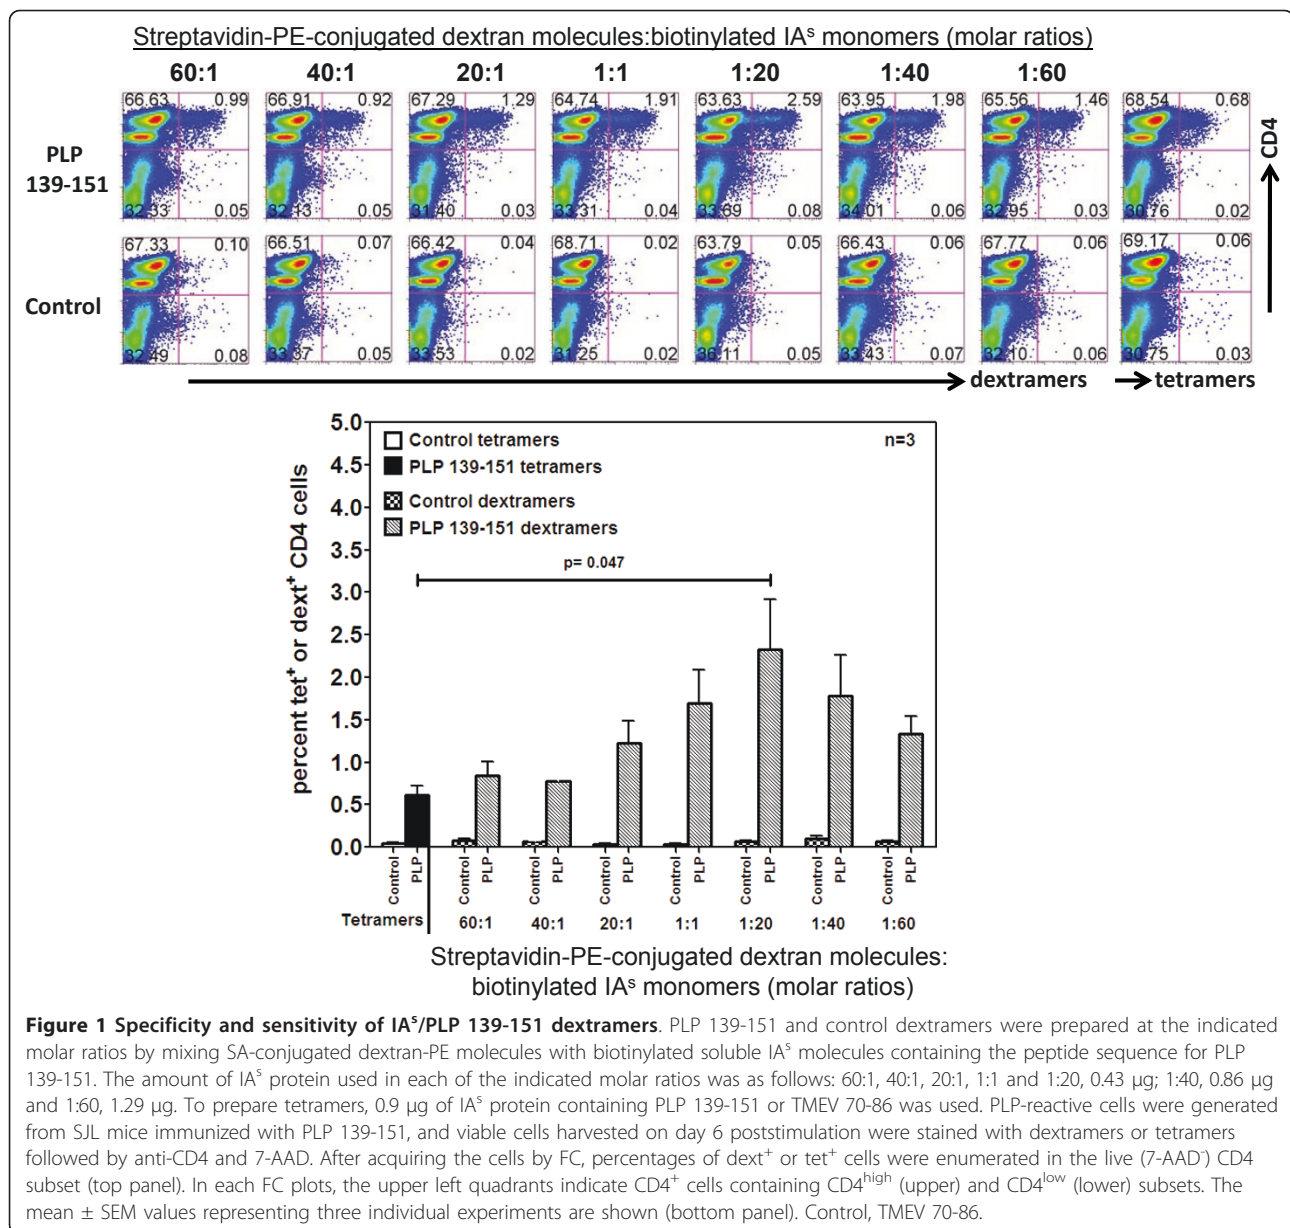 Streptavidin-PE-conjugated dextran molecules:biotinylated IAˢ monomers (molar ratios)
60:1 40:1 20:1 1:1 1:20 1:40 1:60
66.63 0.99 66.91 0.92 67.29 1.29 64.74 1.91 63.63 2.59 63.95 1.98 65.56 1.46 68.54 0.68
PLP
139-151
CD4
32.33 0.05 32.43 0.05 31.40 0.03 33.31 0.04 33.69 0.08 34.01 0.06 32.95 0.03 30.76 0.02
67.33 0.10 66.51 0.07 66.42 0.04 68.71 0.02 63.79 0.05 66.43 0.06 67.77 0.06 69.17 0.06
Control
32.49 0.08 33.37 0.05 33.53 0.02 31.25 0.02 36.11 0.05 33.43 0.07 32.10 0.06 30.75 0.03
dextramers tetramers
percent tet⁺ or dext⁺ CD4 cells
5.0
4.5
4.0
3.5
3.0
2.5
2.0
1.5
1.0
0.5
0.0
Control tetramers
PLP 139-151 tetramers
Control dextramers
PLP 139-151 dextramers
n=3
p= 0.047
Control PLP Control PLP Control PLP Control PLP Control PLP Control PLP Control PLP Control PLP
Tetramers 60:1 40:1 20:1 1:1 1:20 1:40 1:60
Streptavidin-PE-conjugated dextran molecules:
biotinylated IAˢ monomers (molar ratios)
Figure 1 Specificity and sensitivity of IAˢ/PLP 139-151 dextramers. PLP 139-151 and control dextramers were prepared at the indicated
molar ratios by mixing SA-conjugated dextran-PE molecules with biotinylated soluble IAˢ molecules containing the peptide sequence for PLP
139-151. The amount of IAˢ protein used in each of the indicated molar ratios was as follows: 60:1, 40:1, 20:1, 1:1 and 1:20, 0.43 μg; 1:40, 0.86 μg
and 1:60, 1.29 μg. To prepare tetramers, 0.9 μg of IAˢ protein containing PLP 139-151 or TMEV 70-86 was used. PLP-reactive cells were generated
from SJL mice immunized with PLP 139-151, and viable cells harvested on day 6 poststimulation were stained with dextramers or tetramers
followed by anti-CD4 and 7-AAD. After acquiring the cells by FC, percentages of dext⁺ or tet⁺ cells were enumerated in the live (7-AAD⁻) CD4
subset (top panel). In each FC plots, the upper left quadrants indicate CD4⁺ cells containing CD4ʰⁱᵍʰ (upper) and CD4ˡᵒʷ (lower) subsets. The
mean ± SEM values representing three individual experiments are shown (bottom panel). Control, TMEV 70-86.